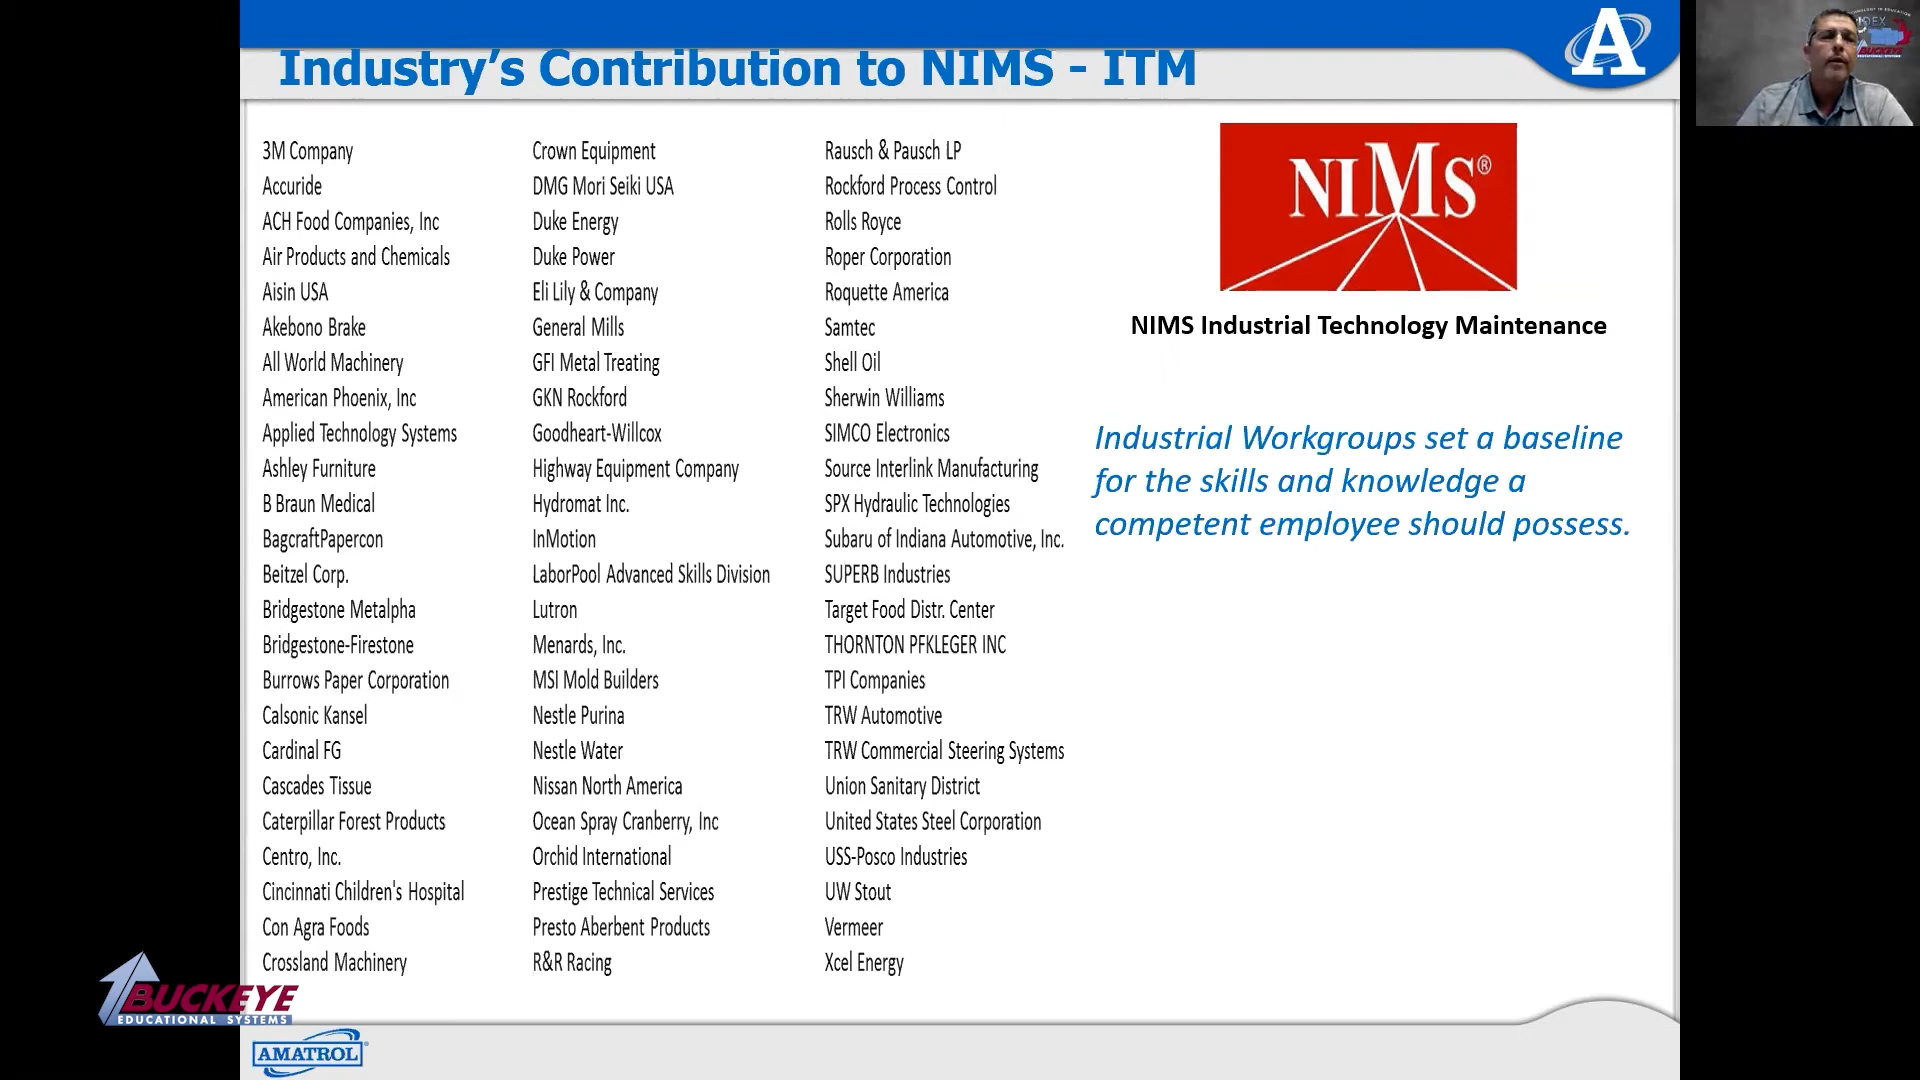 Industry's Contribution to NIMS - ITM
A
3M Company
Accuride
ACH Food Companies, Inc
Air Products and Chemicals
Aisin USA
Akebono Brake
All World Machinery
American Phoenix, Inc
Applied Technology Systems
Ashley Furniture
B Braun Medical
BagcraftPapercon
Beitzel Corp.
Bridgestone Metalpha
Bridgestone-Firestone
Burrows Paper Corporation
Calsonic Kansel
Cardinal FG
Cascades Tissue
Caterpillar Forest Products
Centro, Inc.
Cincinnati Children's Hospital
Con Agra Foods
Crossland Machinery
Crown Equipment
DMG Mori Seiki USA
Duke Energy
Duke Power
Eli Lily & Company
General Mills
GFI Metal Treating
GKN Rockford
Goodheart-Willcox
Highway Equipment Company
Hydromat Inc.
InMotion
LaborPool Advanced Skills Division
Lutron
Menards, Inc.
MSI Mold Builders
Nestle Purina
Nestle Water
Nissan North America
Ocean Spray Cranberry, Inc
Orchid International
Prestige Technical Services
Presto Aberbent Products
R&R Racing
Rausch & Pausch LP
Rockford Process Control
Rolls Royce
Roper Corporation
Roquette America
Samtec
Shell Oil
Sherwin Williams
SIMCO Electronics
Source Interlink Manufacturing
SPX Hydraulic Technologies
Subaru of Indiana Automotive, Inc.
SUPERB Industries
Target Food Distr. Center
THORNTON PFKLEGER INC
TPI Companies
TRW Automotive
TRW Commercial Steering Systems
Union Sanitary District
United States Steel Corporation
USS-Posco Industries
UW Stout
Vermeer
Xcel Energy
NIMS®
NIMS Industrial Technology Maintenance
Industrial Workgroups set a baseline
for the skills and knowledge a
competent employee should possess.
BUCKEYE
EDUCATIONAL SYSTEMS
AMATROL®
BUCKEYE